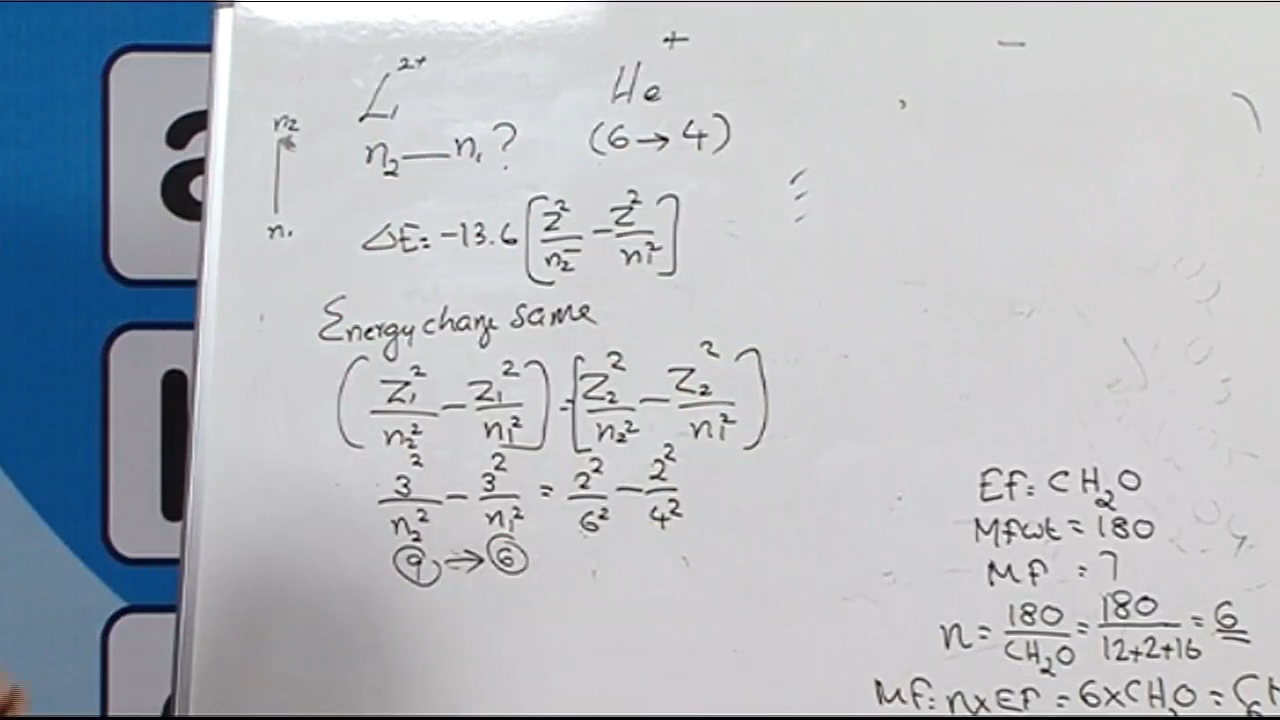 Li²⁺ He⁺
n₂—n₁? (6→4)
n₂
n₁
ΔE = -13.6 [Z²/n₂² - Z²/n₁²]
Energy chang same
(Z₁²/n₂² - Z₁²/n₁²) = [Z₂²/n₂² - Z₂²/n₁²)
3²/n₂² - 3²/n₁² = 2²/6² - 2²/4²
9 → 6
Ef: CH₂O
Mfwt = 180
Mf : ?
n = 180/CH₂O = 180/12+2+16 = 6
Mf: n×Ef = 6×CH₂O = C₆H
a